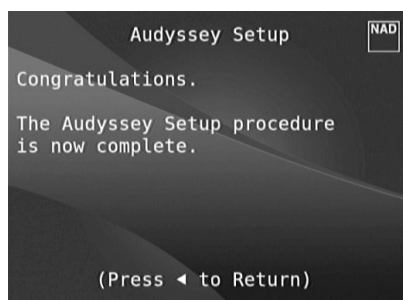 Audyssey Setup
NAD
Congratulations.
The Audyssey Setup procedure
is now complete.
(Press ◄ to Return)